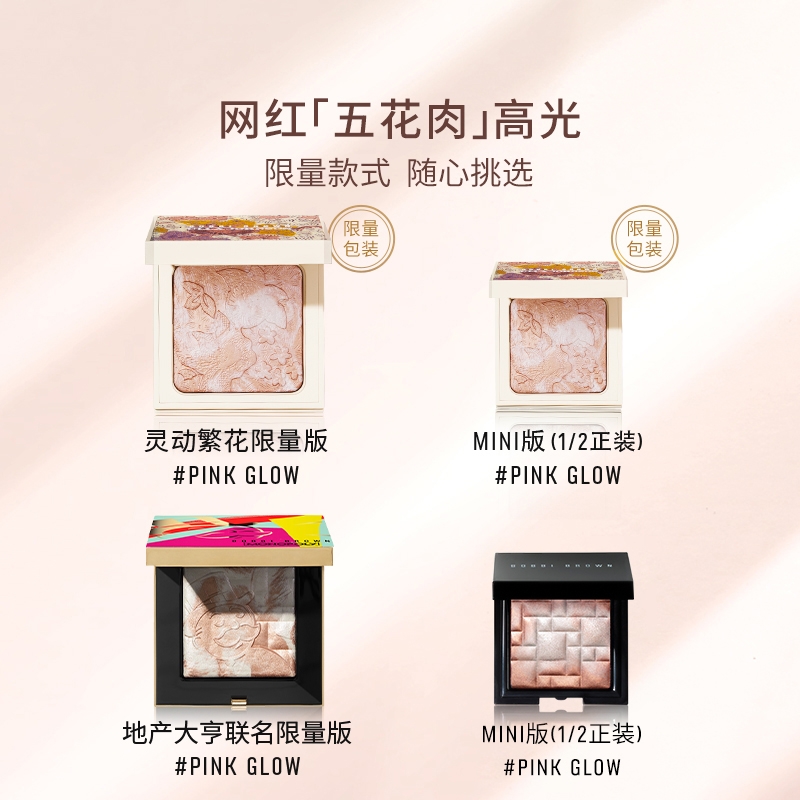 网红「五花肉」高光
限量款式 随心挑选
限量
包装
限量
包装
灵动繁花限量版
#PINK GLOW
MINI版(1/2正装)
#PINK GLOW
BOBBI BROWN
MONOPOLY
BOBBI BROWN
地产大亨联名限量版
#PINK GLOW
MINI版(1/2正装)
#PINK GLOW